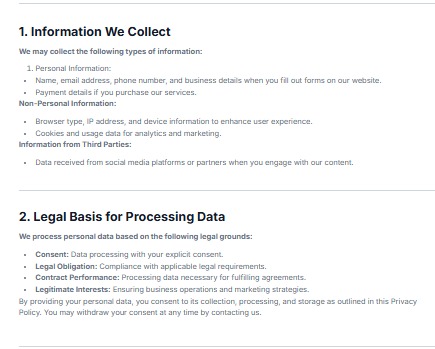 1. Information We Collect
We may collect the following types of information:
1. Personal Information:
• Name, email address, phone number, and business details when you fill out forms on our website.
• Payment details if you purchase our services.
Non-Personal Information:
• Browser type, IP address, and device information to enhance user experience.
• Cookies and usage data for analytics and marketing.
Information from Third Parties:
• Data received from social media platforms or partners when you engage with our content.
2. Legal Basis for Processing Data
We process personal data based on the following legal grounds:
• Consent: Data processing with your explicit consent.
• Legal Obligation: Compliance with applicable legal requirements.
• Contract Performance: Processing data necessary for fulfilling agreements.
• Legitimate Interests: Ensuring business operations and marketing strategies.
By providing your personal data, you consent to its collection, processing, and storage as outlined in this Privacy
Policy. You may withdraw your consent at any time by contacting us.